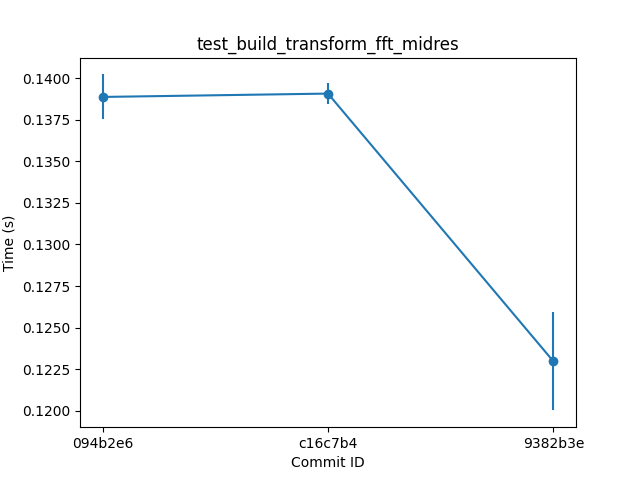 test_build_transform_fft_midres
0.1400
0.1375
0.1350
0.1325
0.1300
0.1275
0.1250
0.1225
0.1200
Time (s)
094b2e6
c16c7b4
9382b3e
Commit ID